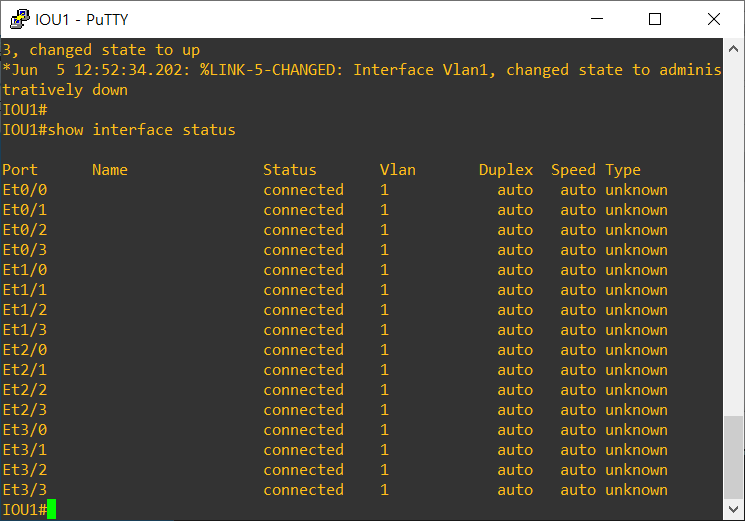 IOU1 - PuTTY
3, changed state to up
*Jun  5 12:52:34.202: %LINK-5-CHANGED: Interface Vlan1, changed state to adminis
tratively down
IOU1#
IOU1#show interface status
Port      Name               Status       Vlan       Duplex  Speed Type
Et0/0                        connected    1            auto   auto unknown
Et0/1                        connected    1            auto   auto unknown
Et0/2                        connected    1            auto   auto unknown
Et0/3                        connected    1            auto   auto unknown
Et1/0                        connected    1            auto   auto unknown
Et1/1                        connected    1            auto   auto unknown
Et1/2                        connected    1            auto   auto unknown
Et1/3                        connected    1            auto   auto unknown
Et2/0                        connected    1            auto   auto unknown
Et2/1                        connected    1            auto   auto unknown
Et2/2                        connected    1            auto   auto unknown
Et2/3                        connected    1            auto   auto unknown
Et3/0                        connected    1            auto   auto unknown
Et3/1                        connected    1            auto   auto unknown
Et3/2                        connected    1            auto   auto unknown
Et3/3                        connected    1            auto   auto unknown
IOU1#